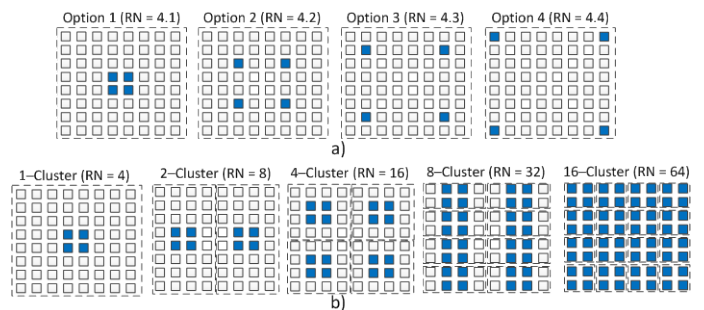 Option 1 (RN = 4.1) Option 2 (RN = 4.2) Option 3 (RN = 4.3) Option 4 (RN = 4.4)
a)
1–Cluster (RN = 4) 2–Cluster (RN = 8) 4–Cluster (RN = 16) 8–Cluster (RN = 32) 16–Cluster (RN = 64)
b)